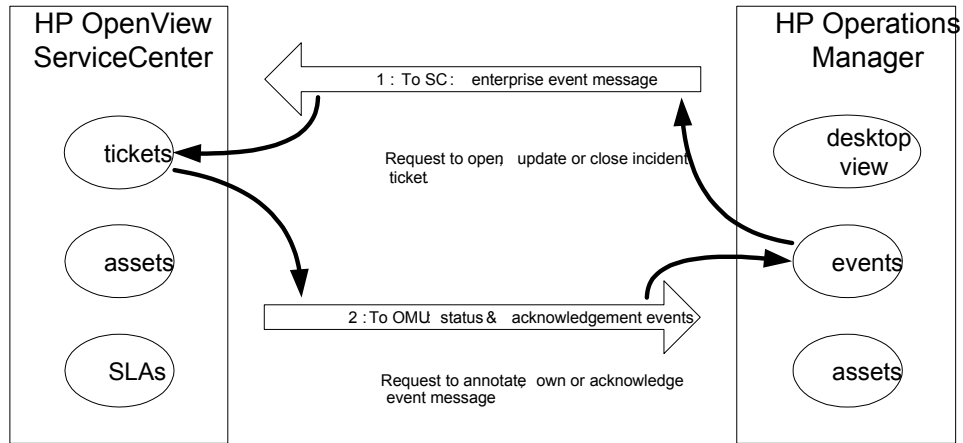 HP OpenView
ServiceCenter
HP Operations
Manager
1 : To SC : enterprise event message
tickets
desktop
view
Request to open, update or close incident
ticket.
assets
events
2 : To OMU: status & acknowledgement events
SLAs
assets
Request to annotate, own or acknowledge
event message